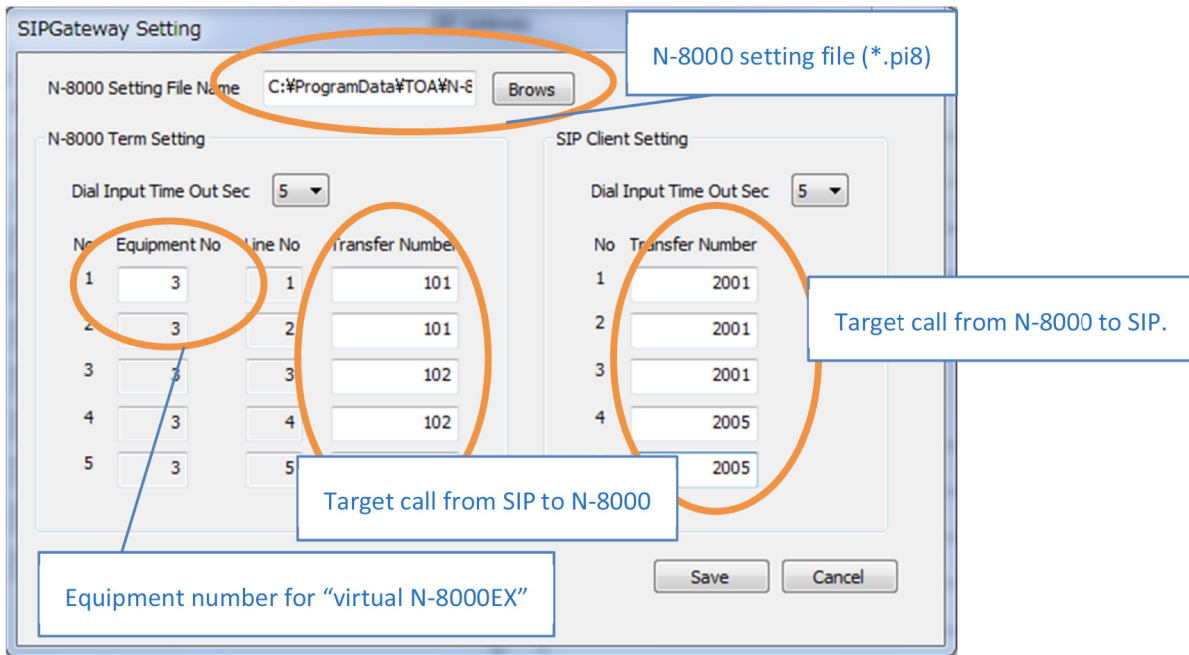 SIPGateway Setting
N-8000 setting file (*.pi8)
N-8000 Setting File Name C:¥ProgramData¥TOA¥N-8 Brows
N-8000 Term Setting
SIP Client Setting
Dial Input Time Out Sec 5
Dial Input Time Out Sec 5
No Equipment No Line No Transfer Number
No Transfer Number
1 3 1 101
1 2001
2 3 2 101
2 2001
3 3 3 102
3 2001
4 3 4 102
4 2005
5 3 5
2005
Target call from N-8000 to SIP.
Target call from SIP to N-8000
Equipment number for “virtual N-8000EX”
Save Cancel